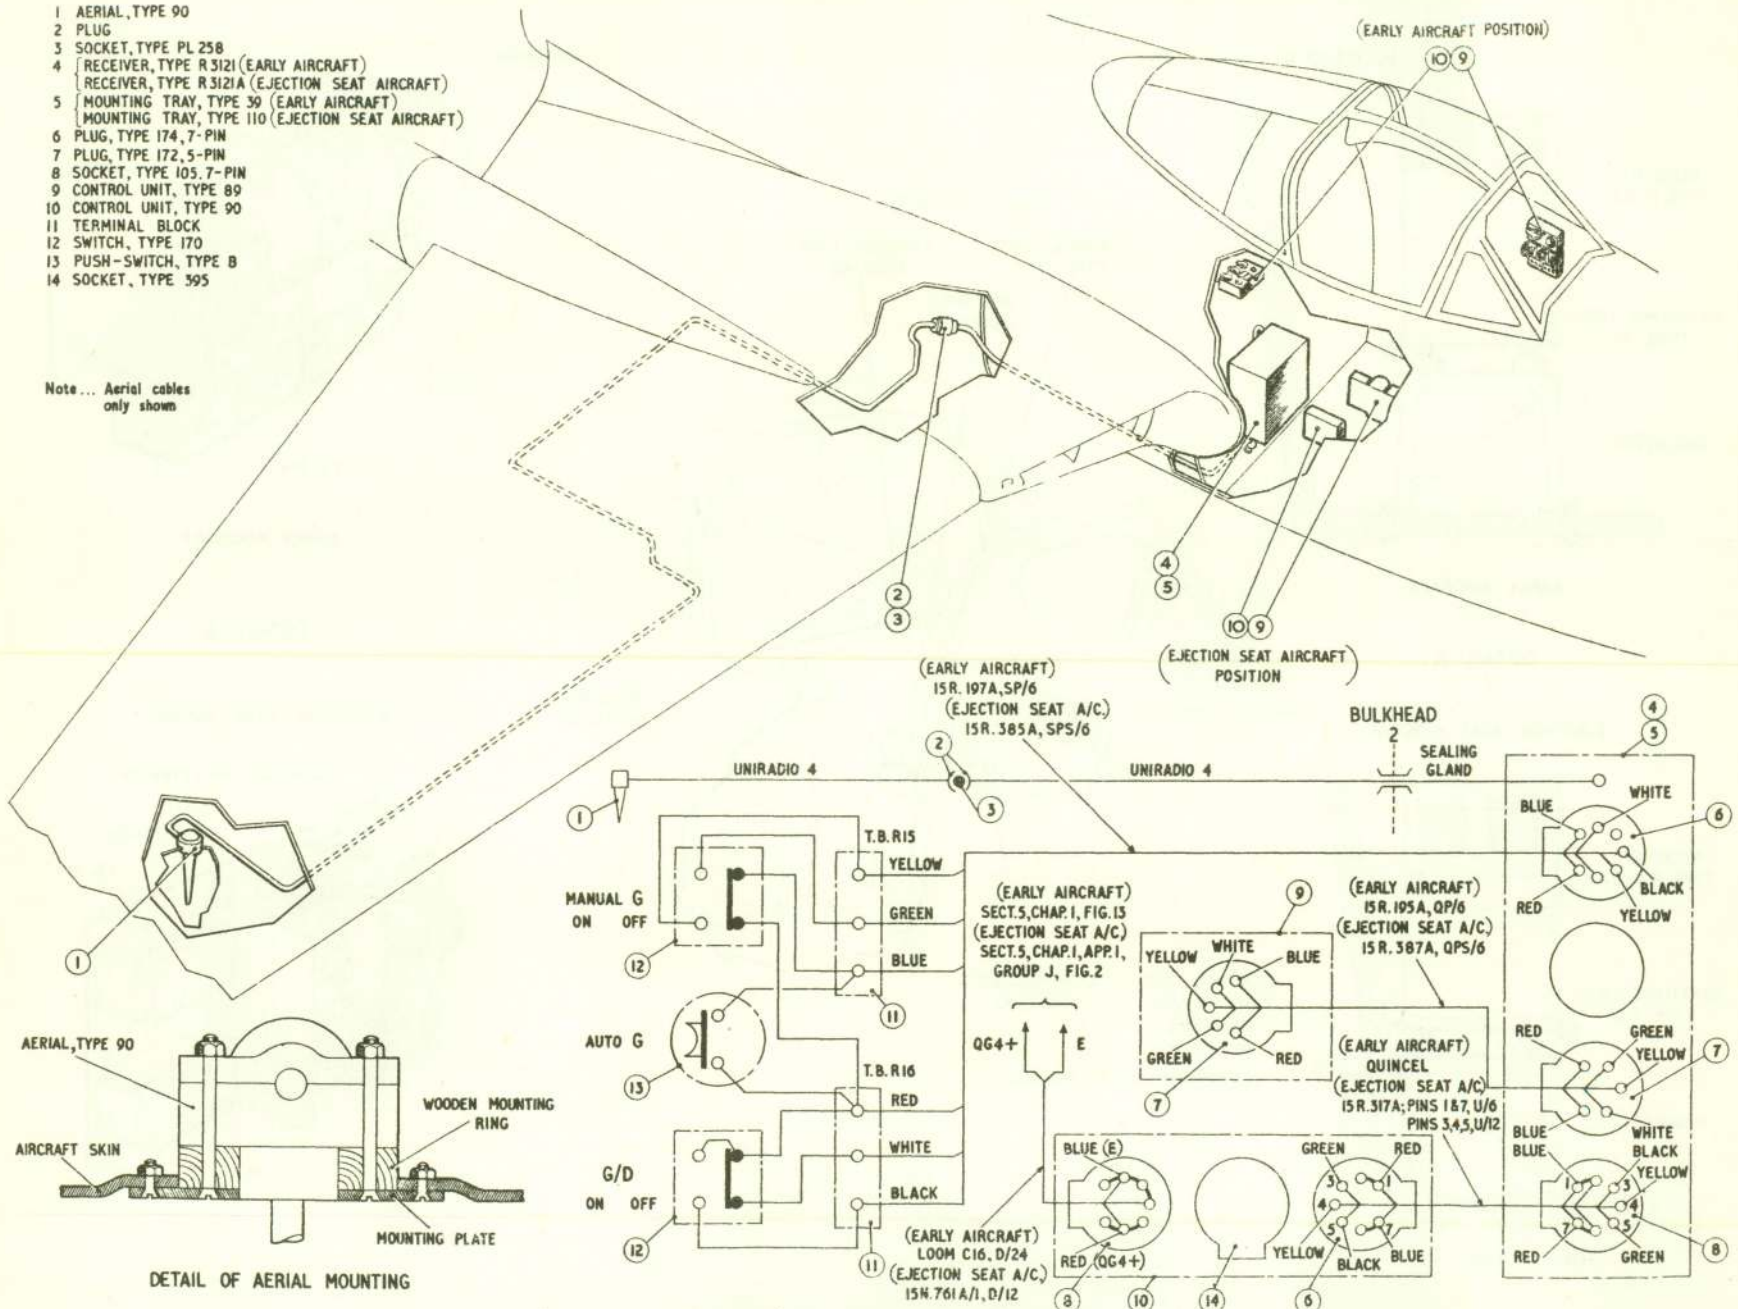 1 AERIAL, TYPE 90
2 PLUG
3 SOCKET, TYPE PL 258
4 RECEIVER, TYPE R3121 (EARLY AIRCRAFT)
RECEIVER, TYPE R3121A (EJECTION SEAT AIRCRAFT)
5 MOUNTING TRAY, TYPE 39 (EARLY AIRCRAFT)
MOUNTING TRAY, TYPE 110 (EJECTION SEAT AIRCRAFT)
6 PLUG, TYPE 174, 7-PIN
7 PLUG, TYPE 172, 5-PIN
8 SOCKET, TYPE 105, 7-PIN
9 CONTROL UNIT, TYPE 89
10 CONTROL UNIT, TYPE 90
11 TERMINAL BLOCK
12 SWITCH, TYPE 170
13 PUSH-SWITCH, TYPE B
14 SOCKET, TYPE 395
Note... Aerial cables
only shown
(EARLY AIRCRAFT POSITION)
10 9
2
3
4
5
10 9
(EJECTION SEAT AIRCRAFT)
POSITION
1
(EARLY AIRCRAFT)
15R.197A, SP/6
(EJECTION SEAT A/C.)
15R.385A, SPS/6
BULKHEAD
2
SEALING
GLAND
4
5
UNIRADIO 4
2
UNIRADIO 4
1
3
BLUE
WHITE
6
BLACK
RED
YELLOW
T.B.R15
YELLOW
GREEN
BLUE
MANUAL G
ON OFF
12
11
AUTO G
13
T.B.R16
RED
WHITE
BLACK
G/D
ON OFF
12
11
(EARLY AIRCRAFT)
SECT.5, CHAP.1, FIG.13
(EJECTION SEAT A/C.)
SECT.5, CHAP.1, APP.1,
GROUP J, FIG.2
QG4+ E
9
YELLOW
WHITE
BLUE
GREEN
RED
7
(EARLY AIRCRAFT)
15R.195A, QP/6
(EJECTION SEAT A/C.)
15R.387A, QPS/6
RED
GREEN
YELLOW
7
BLUE
WHITE
(EARLY AIRCRAFT)
QUINCEL
(EJECTION SEAT A/C)
15R.317A; PINS 1&7, U/6
PINS 3,4,5, U/12
BLUE
BLACK
YELLOW
1
3
4
5
7
RED
GREEN
8
BLUE (E)
RED (QG4+)
GREEN
RED
3
1
4
5
7
YELLOW
BLACK
BLUE
(EARLY AIRCRAFT)
LOOM C16, D/24
(EJECTION SEAT A/C.)
15N.761A/1, D/12
8
10
14
6
AERIAL, TYPE 90
WOODEN MOUNTING
RING
AIRCRAFT SKIN
MOUNTING PLATE
DETAIL OF AERIAL MOUNTING